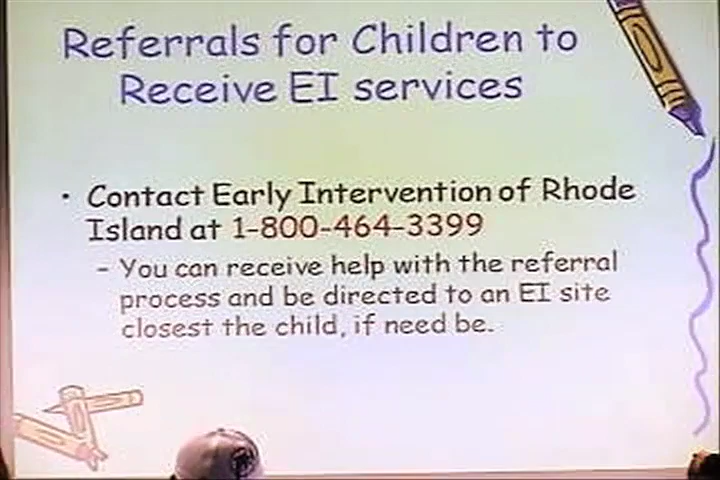 Referrals for Children to
Receive EI services
• Contact Early Intervention of Rhode
Island at 1-800-464-3399
- You can receive help with the referral
process and be directed to an EI site
closest the child, if need be.